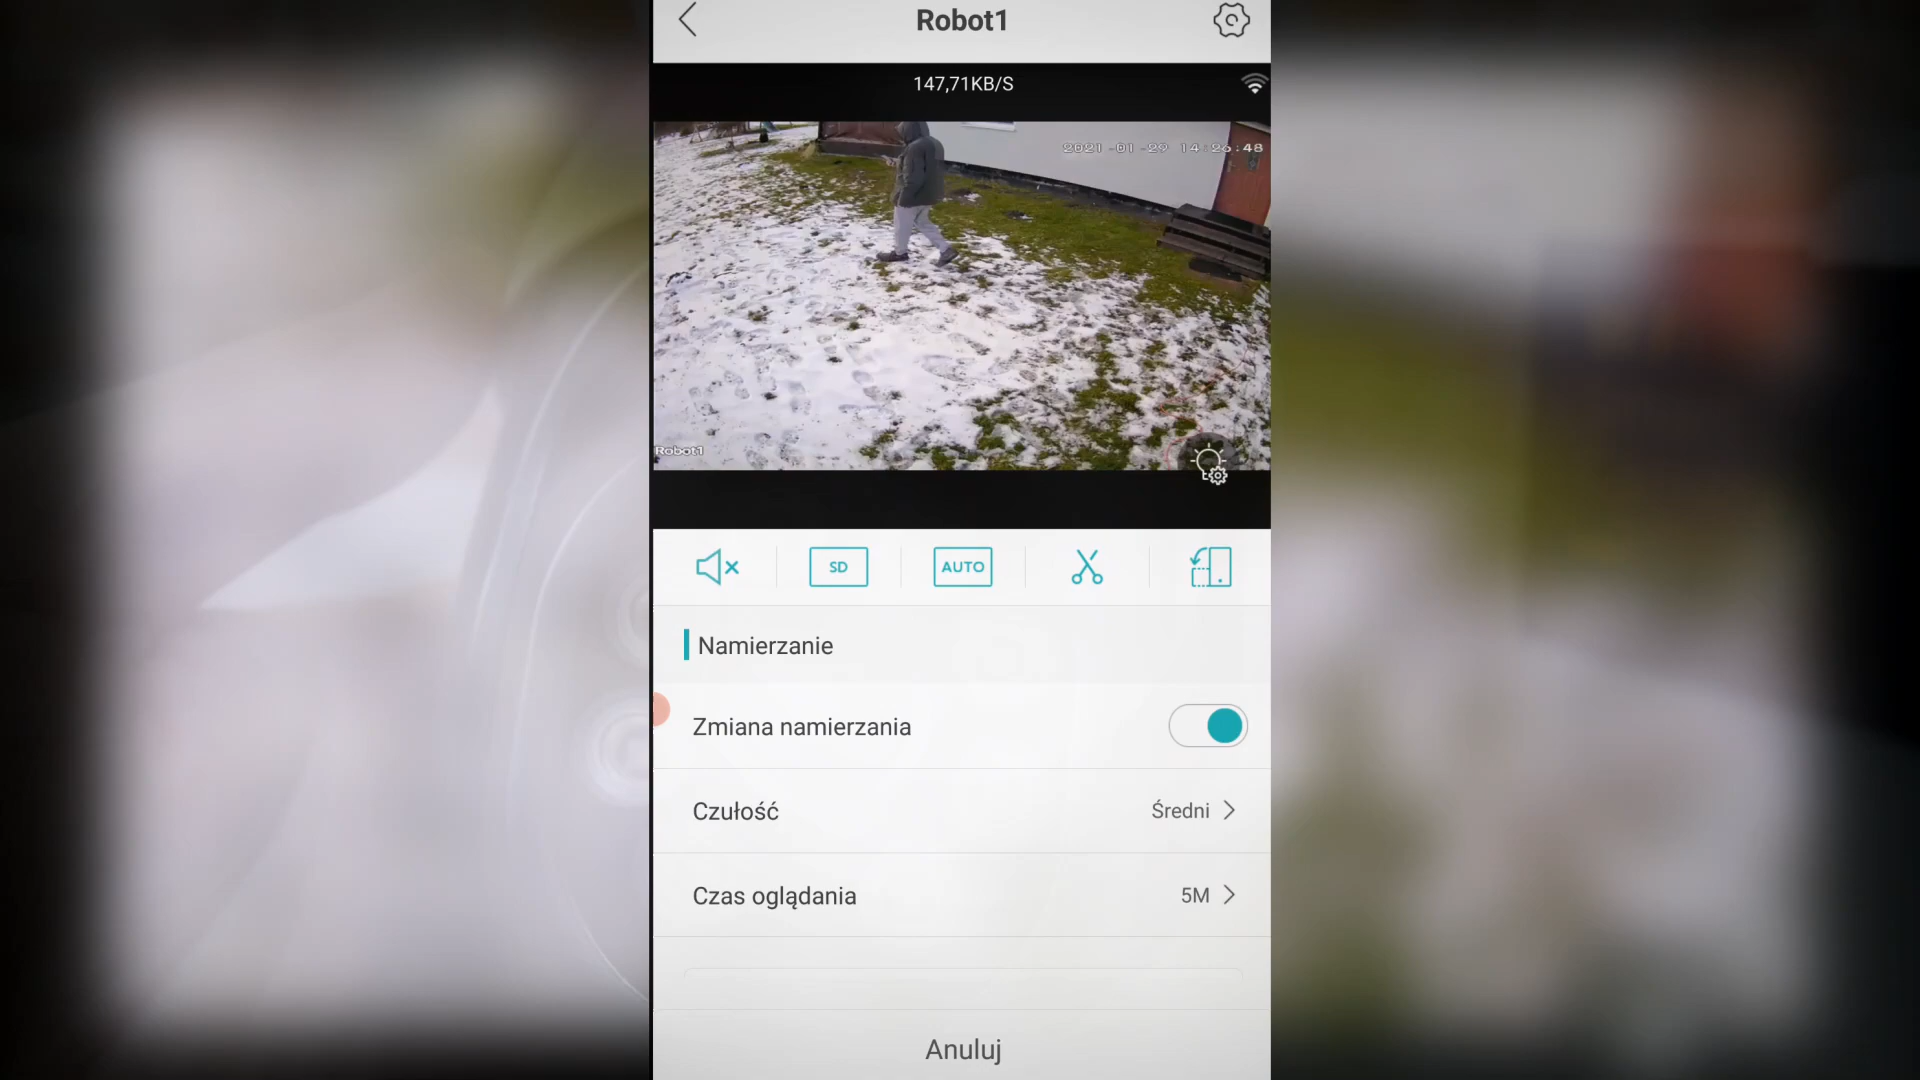 Robot1
147,71KB/S
2021-01-29 14:26:48
Robot1
SD
AUTO
Namierzanie
Zmiana namierzania
Czułość
Średni
Czas oglądania
5M
Anuluj